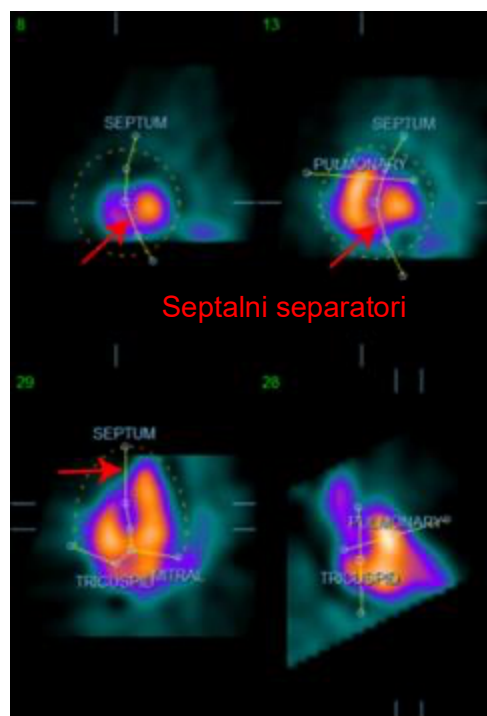 8
13
SEPTUM
SEPTUM
PULMONARY
Septalni separatori
29
28
SEPTUM
PULMONARY
TRICUSPID
MITRAL
TRICUSPID